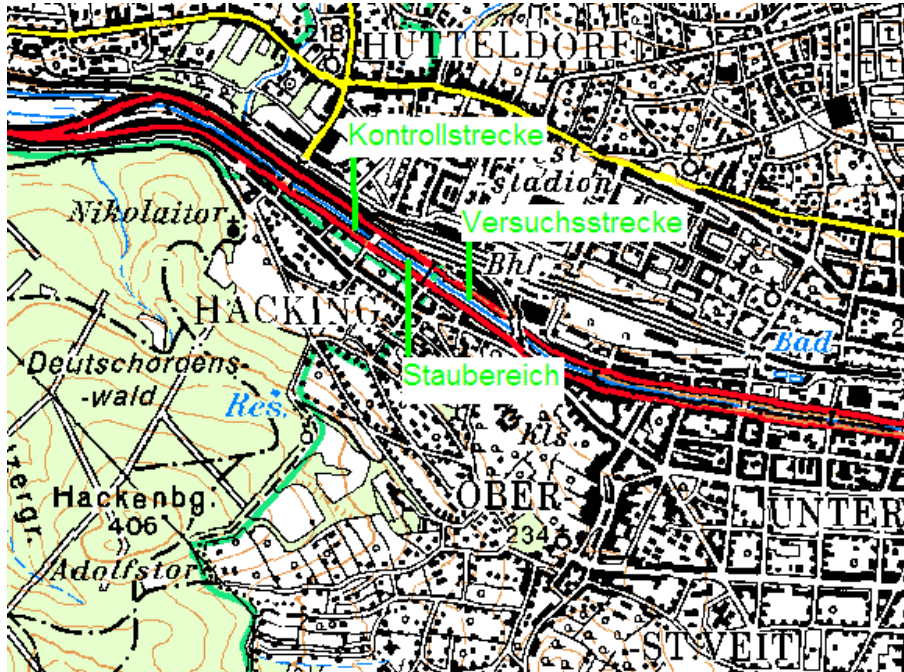 18
HÜTTELDORF
Kontrollstrecke
-stadion
Nikolaitor
Versuchsstrecke
Bhf.
HACKING
Bad
Deutschordens-
-wald
Staubereich
Res.
Hackenbg.
406
OBER-
234
UNTER
Adolfstor
-ST. VEIT